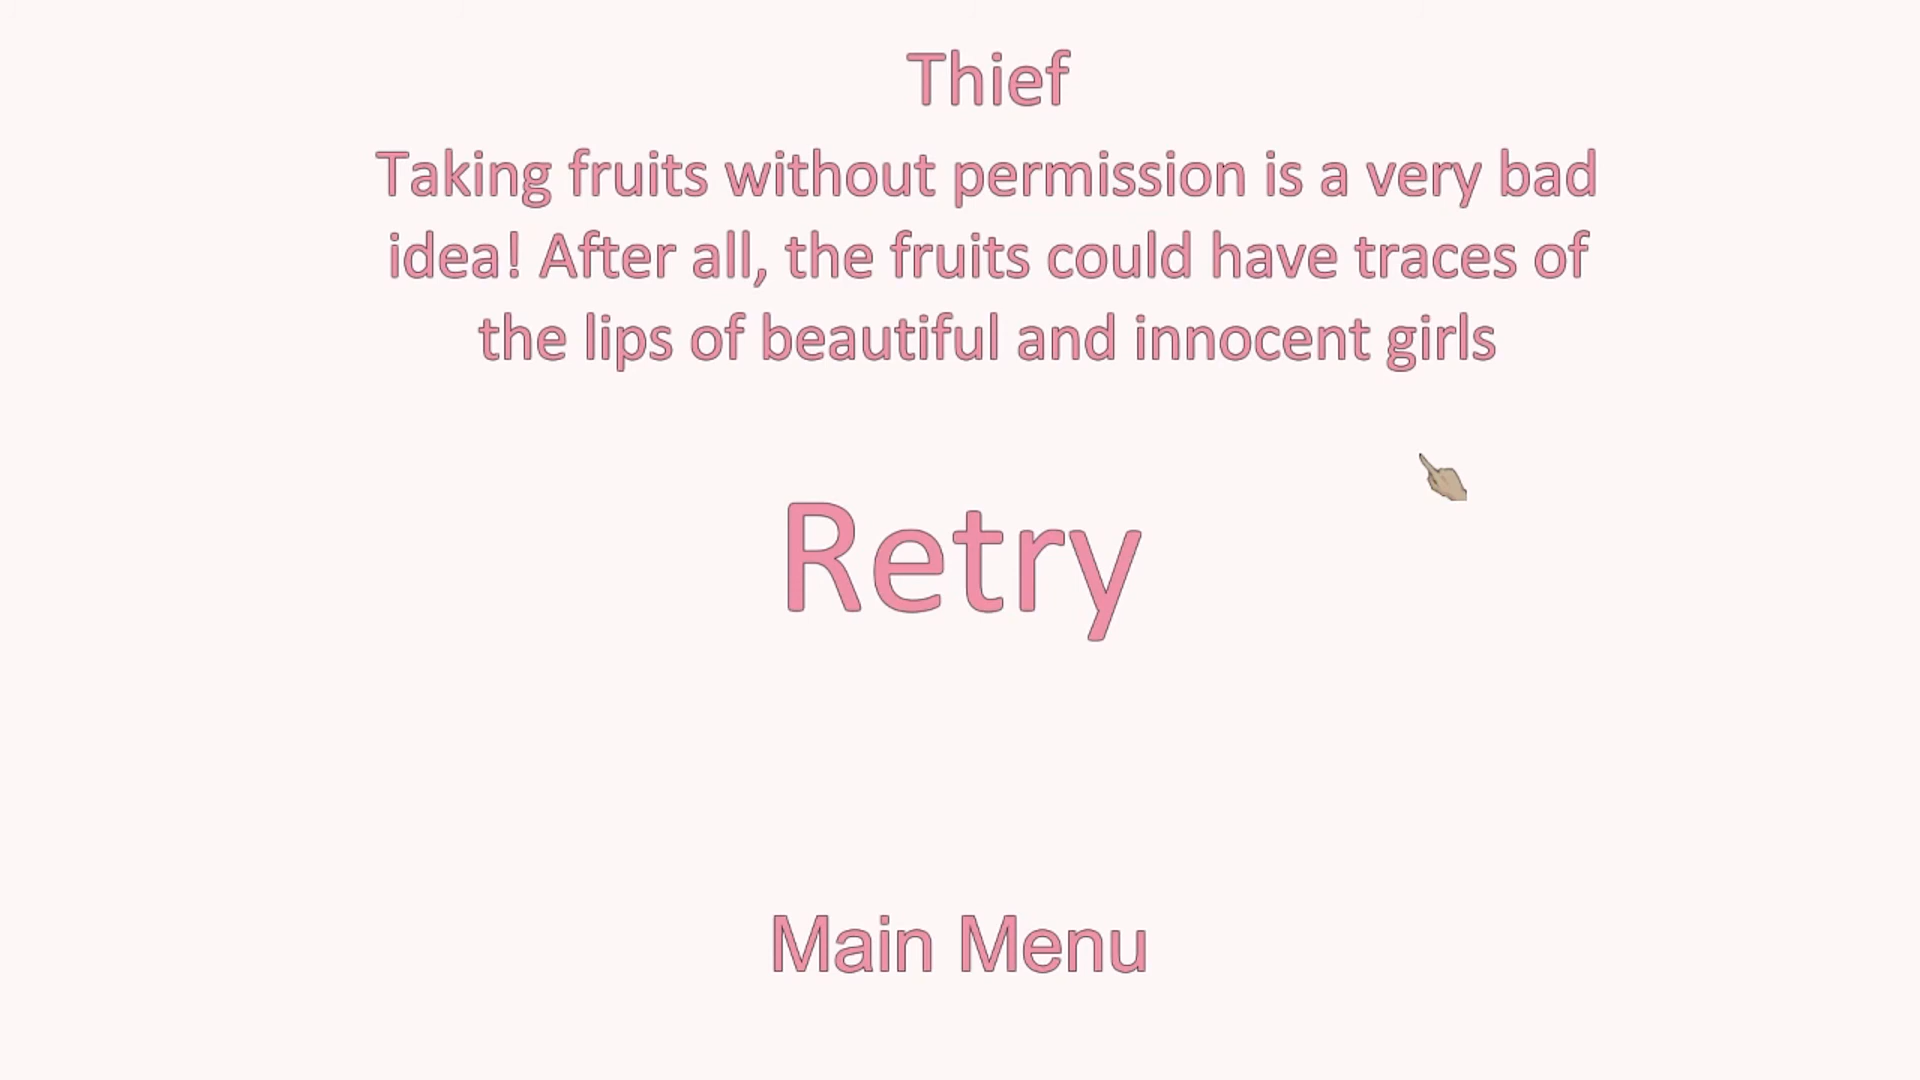 Thief
Taking fruits without permission is a very bad
idea! After all, the fruits could have traces of
the lips of beautiful and innocent girls
Retry
Main Menu